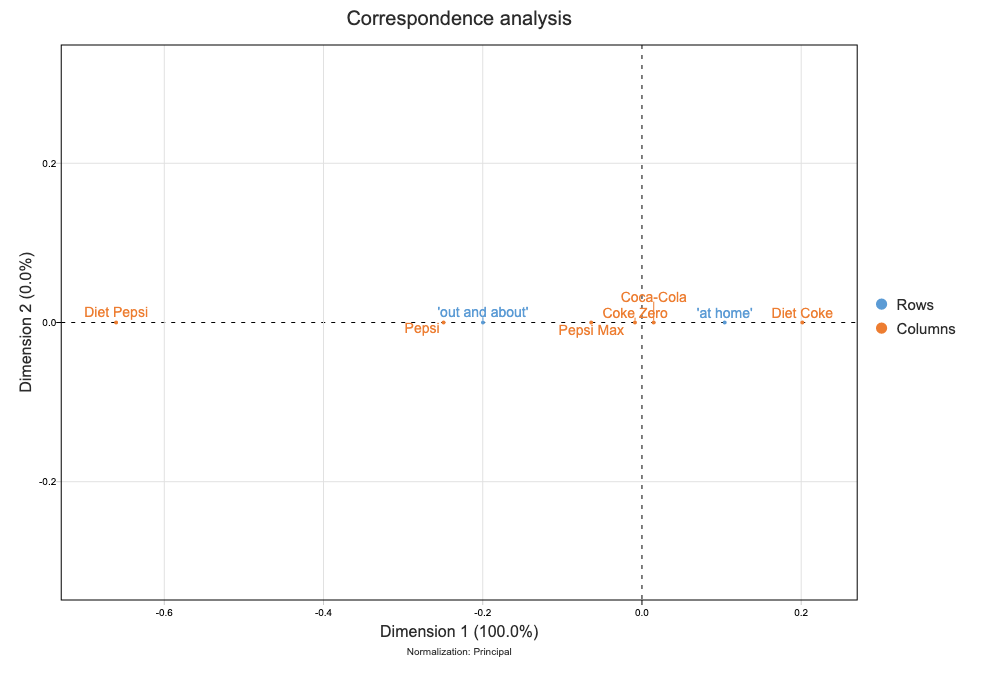 Correspondence analysis
Dimension 2 (0.0%)
0.2
0.0
-0.2
Diet Pepsi
Pepsi
'out and about'
Pepsi Max
Coca-Cola
Coke Zero
'at home'
Diet Coke
Rows
Columns
-0.6
-0.4
-0.2
0.0
0.2
Dimension 1 (100.0%)
Normalization: Principal